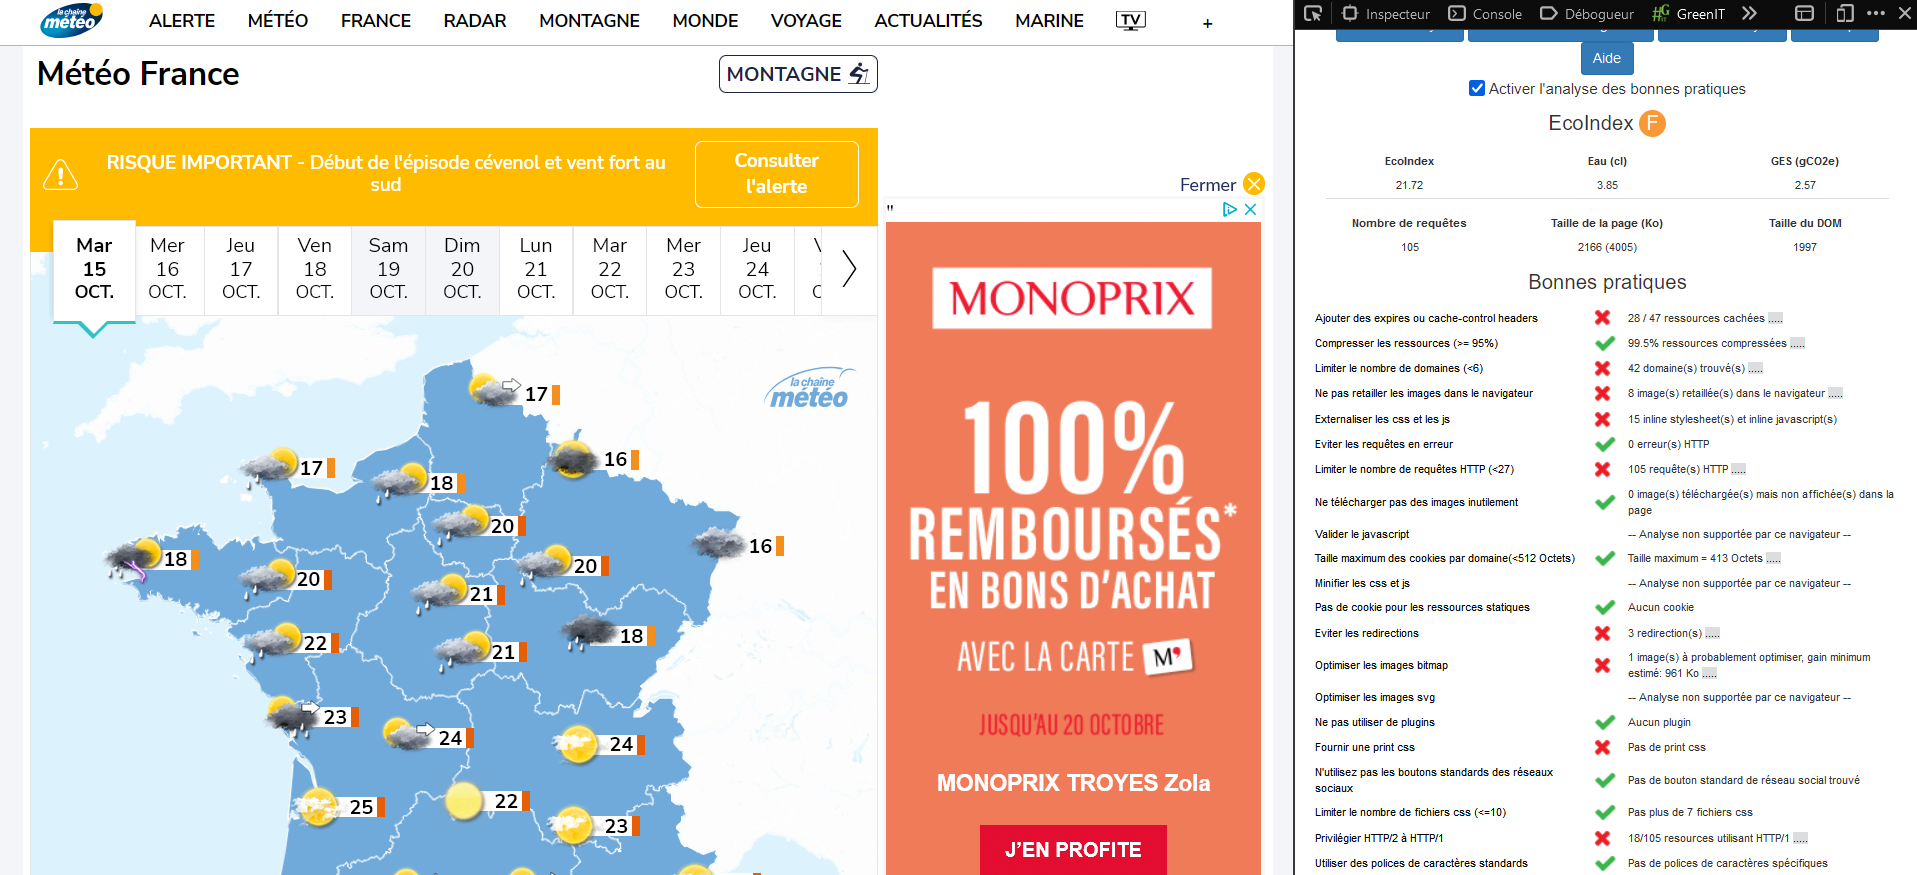 la chaîne
météo
ALERTE
MÉTÉO
FRANCE
RADAR
MONTAGNE
MONDE
VOYAGE
ACTUALITÉS
MARINE
TV
+
Météo France
MONTAGNE
RISQUE IMPORTANT - Début de l'épisode cévenol et vent fort au
sud
Consulter
l'alerte
Mar
15
OCT.
Mer
16
OCT.
Jeu
17
OCT.
Ven
18
OCT.
Sam
19
OCT.
Dim
20
OCT.
Lun
21
OCT.
Mar
22
OCT.
Mer
23
OCT.
Jeu
24
OCT.
la chaîne
météo
17
17
16
18
20
18
16
20
20
21
22
18
21
23
24
24
25
22
23
Fermer
"
MONOPRIX
100%
REMBOURSÉS*
EN BONS D'ACHAT
AVEC LA CARTE M'
JUSQU'AU 20 OCTOBRE
MONOPRIX TROYES Zola
J'EN PROFITE
Inspecteur
Console
Débogueur
GreenIT
Aide
Activer l'analyse des bonnes pratiques
EcoIndex F
EcoIndex Eau (cl) GES (gCO2e)
21.72 3.85 2.57
Nombre de requêtes Taille de la page (Ko) Taille du DOM
105 2166 (4005) 1997
Bonnes pratiques
Ajouter des expires ou cache-control headers 28 / 47 ressources cachées .....
Compresser les ressources (>= 95%) 99.5% ressources compressées .....
Limiter le nombre de domaines (<6) 42 domaine(s) trouvé(s) .....
Ne pas retailler les images dans le navigateur 8 image(s) retaillée(s) dans le navigateur .....
Externaliser les css et les js 15 inline stylesheet(s) et inline javascript(s)
Eviter les requêtes en erreur 0 erreur(s) HTTP
Limiter le nombre de requêtes HTTP (<27) 105 requête(s) HTTP .....
Ne télécharger pas des images inutilement 0 image(s) téléchargée(s) mais non affichée(s) dans la
page
Valider le javascript -- Analyse non supportée par ce navigateur --
Taille maximum des cookies par domaine(<512 Octets) Taille maximum = 413 Octets .....
Minifier les css et js -- Analyse non supportée par ce navigateur --
Pas de cookie pour les ressources statiques Aucun cookie
Eviter les redirections 3 redirection(s) .....
Optimiser les images bitmap 1 image(s) à probablement optimiser, gain minimum
estimé: 961 Ko .....
Optimiser les images svg -- Analyse non supportée par ce navigateur --
Ne pas utiliser de plugins Aucun plugin
Fournir une print css Pas de print css
N'utilisez pas les boutons standards des réseaux
sociaux Pas de bouton standard de réseau social trouvé
Limiter le nombre de fichiers css (<=10) Pas plus de 7 fichiers css
Privilégier HTTP/2 à HTTP/1 18/105 resources utilisant HTTP/1 .....
Utiliser des polices de caractères standards Pas de polices de caractères spécifiques